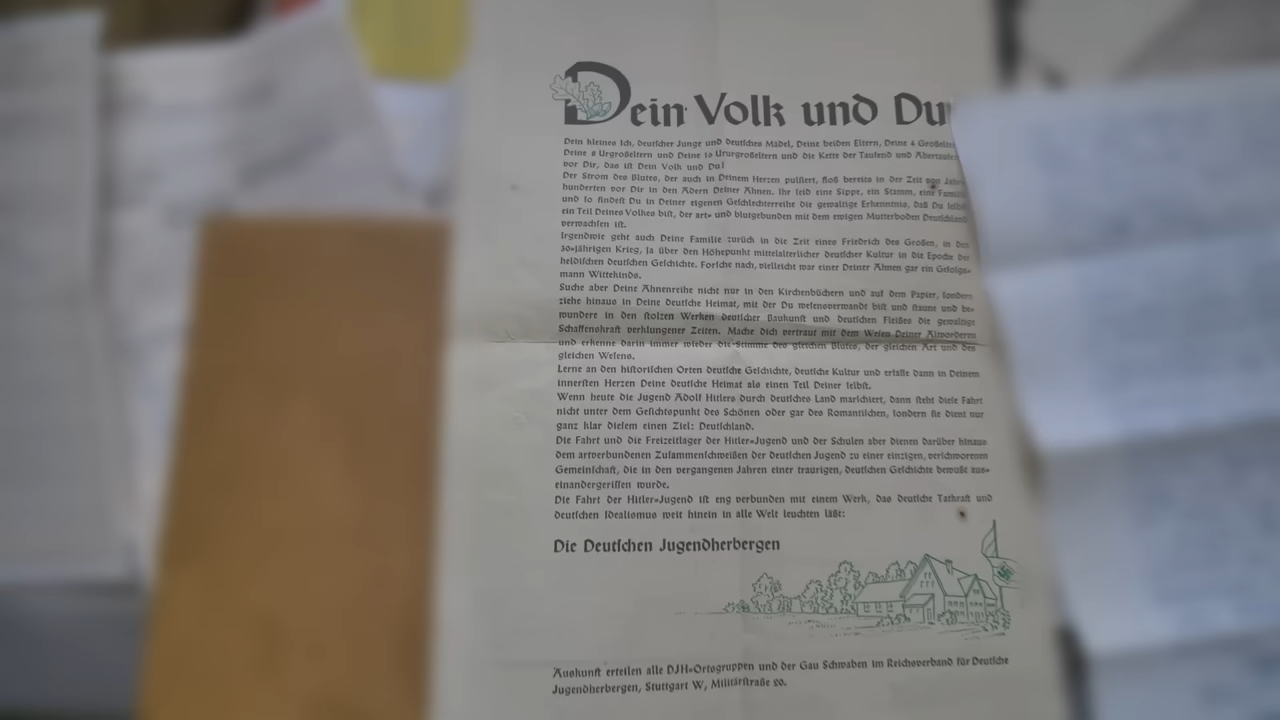 Dein Volk und Du
Dein kleines Ich, deutscher Junge und deutsches Mädel, Deine beiden Eltern, Deine 4 Großeltern
Deine 8 Urgroßeltern und Deine 16 Ururgroßeltern und die Kette der Tausend und Abertausend
vor Dir, das ist Dein Volk und Du!
Der Strom des Blutes, der auch in Deinem Herzen pulsiert, floß bereits in der Zeit von Jahr-
hunderten vor Dir in den Adern Deiner Ahnen. Ihr seid eine Sippe, ein Stamm, eine Familie
und so findest Du in Deiner eigenen Geschlechterreihe die gewaltige Erkenntnis, daß Du selbst
ein Teil Deines Volkes bist, der art- und blutgebunden mit dem ewigen Mutterboden Deutschland
verwachsen ist.
Irgendwie geht auch Deine Familie zurück in die Zeit eines Friedrich des Großen, in den
30-jährigen Krieg, ja über den Höhepunkt mittelalterlicher deutscher Kultur in die Epoche der
heldischen deutschen Geschichte. Forsche nach, vielleicht war einer Deiner Ahnen gar ein Gefolgs-
mann Wittekinds.
Suche aber Deine Ahnenreihe nicht nur in den Kirchenbüchern und auf dem Papier, sondern
ziehe hinaus in Deine deutsche Heimat, mit der Du wesensverwandt bist und staune und be-
wundere in den stolzen Werken deutscher Baukunst und deutschen Fleißes die gewaltige
Schaffenskraft verklungener Zeiten. Mache dich vertraut mit dem Wesen Deiner Altvordern
und erkenne darin immer wieder die Stimme des gleichen Blutes, der gleichen Art und des
gleichen Wesens.
Lerne an den historischen Orten deutsche Geschichte, deutsche Kultur und erfasse dann in Deinem
innersten Herzen Deine deutsche Heimat als einen Teil Deiner selbst.
Wenn heute die Jugend Adolf Hitlers durch deutsches Land marschiert, dann steht diese Fahrt
nicht unter dem Gesichtspunkt des Schönen oder gar des Romantischen, sondern sie dient nur
ganz klar diesem einen Ziel: Deutschland.
Die Fahrt und die Freizeitlager der Hitler-Jugend und der Schulen aber dienen darüber hinaus
dem artverbundenen Zusammenschweißen der deutschen Jugend zu einer einzigen, verschworenen
Gemeinschaft, die in den vergangenen Jahren einer traurigen, deutschen Geschichte bewußt aus-
einandergerissen wurde.
Die Fahrt der Hitler-Jugend ist eng verbunden mit einem Werk, das deutsche Tatkraft und
deutschen Idealismus weit hinein in alle Welt leuchten läßt:
Die Deutschen Jugendherbergen
Auskunft erteilen alle DJH-Ortsgruppen und der Gau Schwaben im Reichsverband für Deutsche
Jugendherbergen, Stuttgart W, Militärstraße 20.